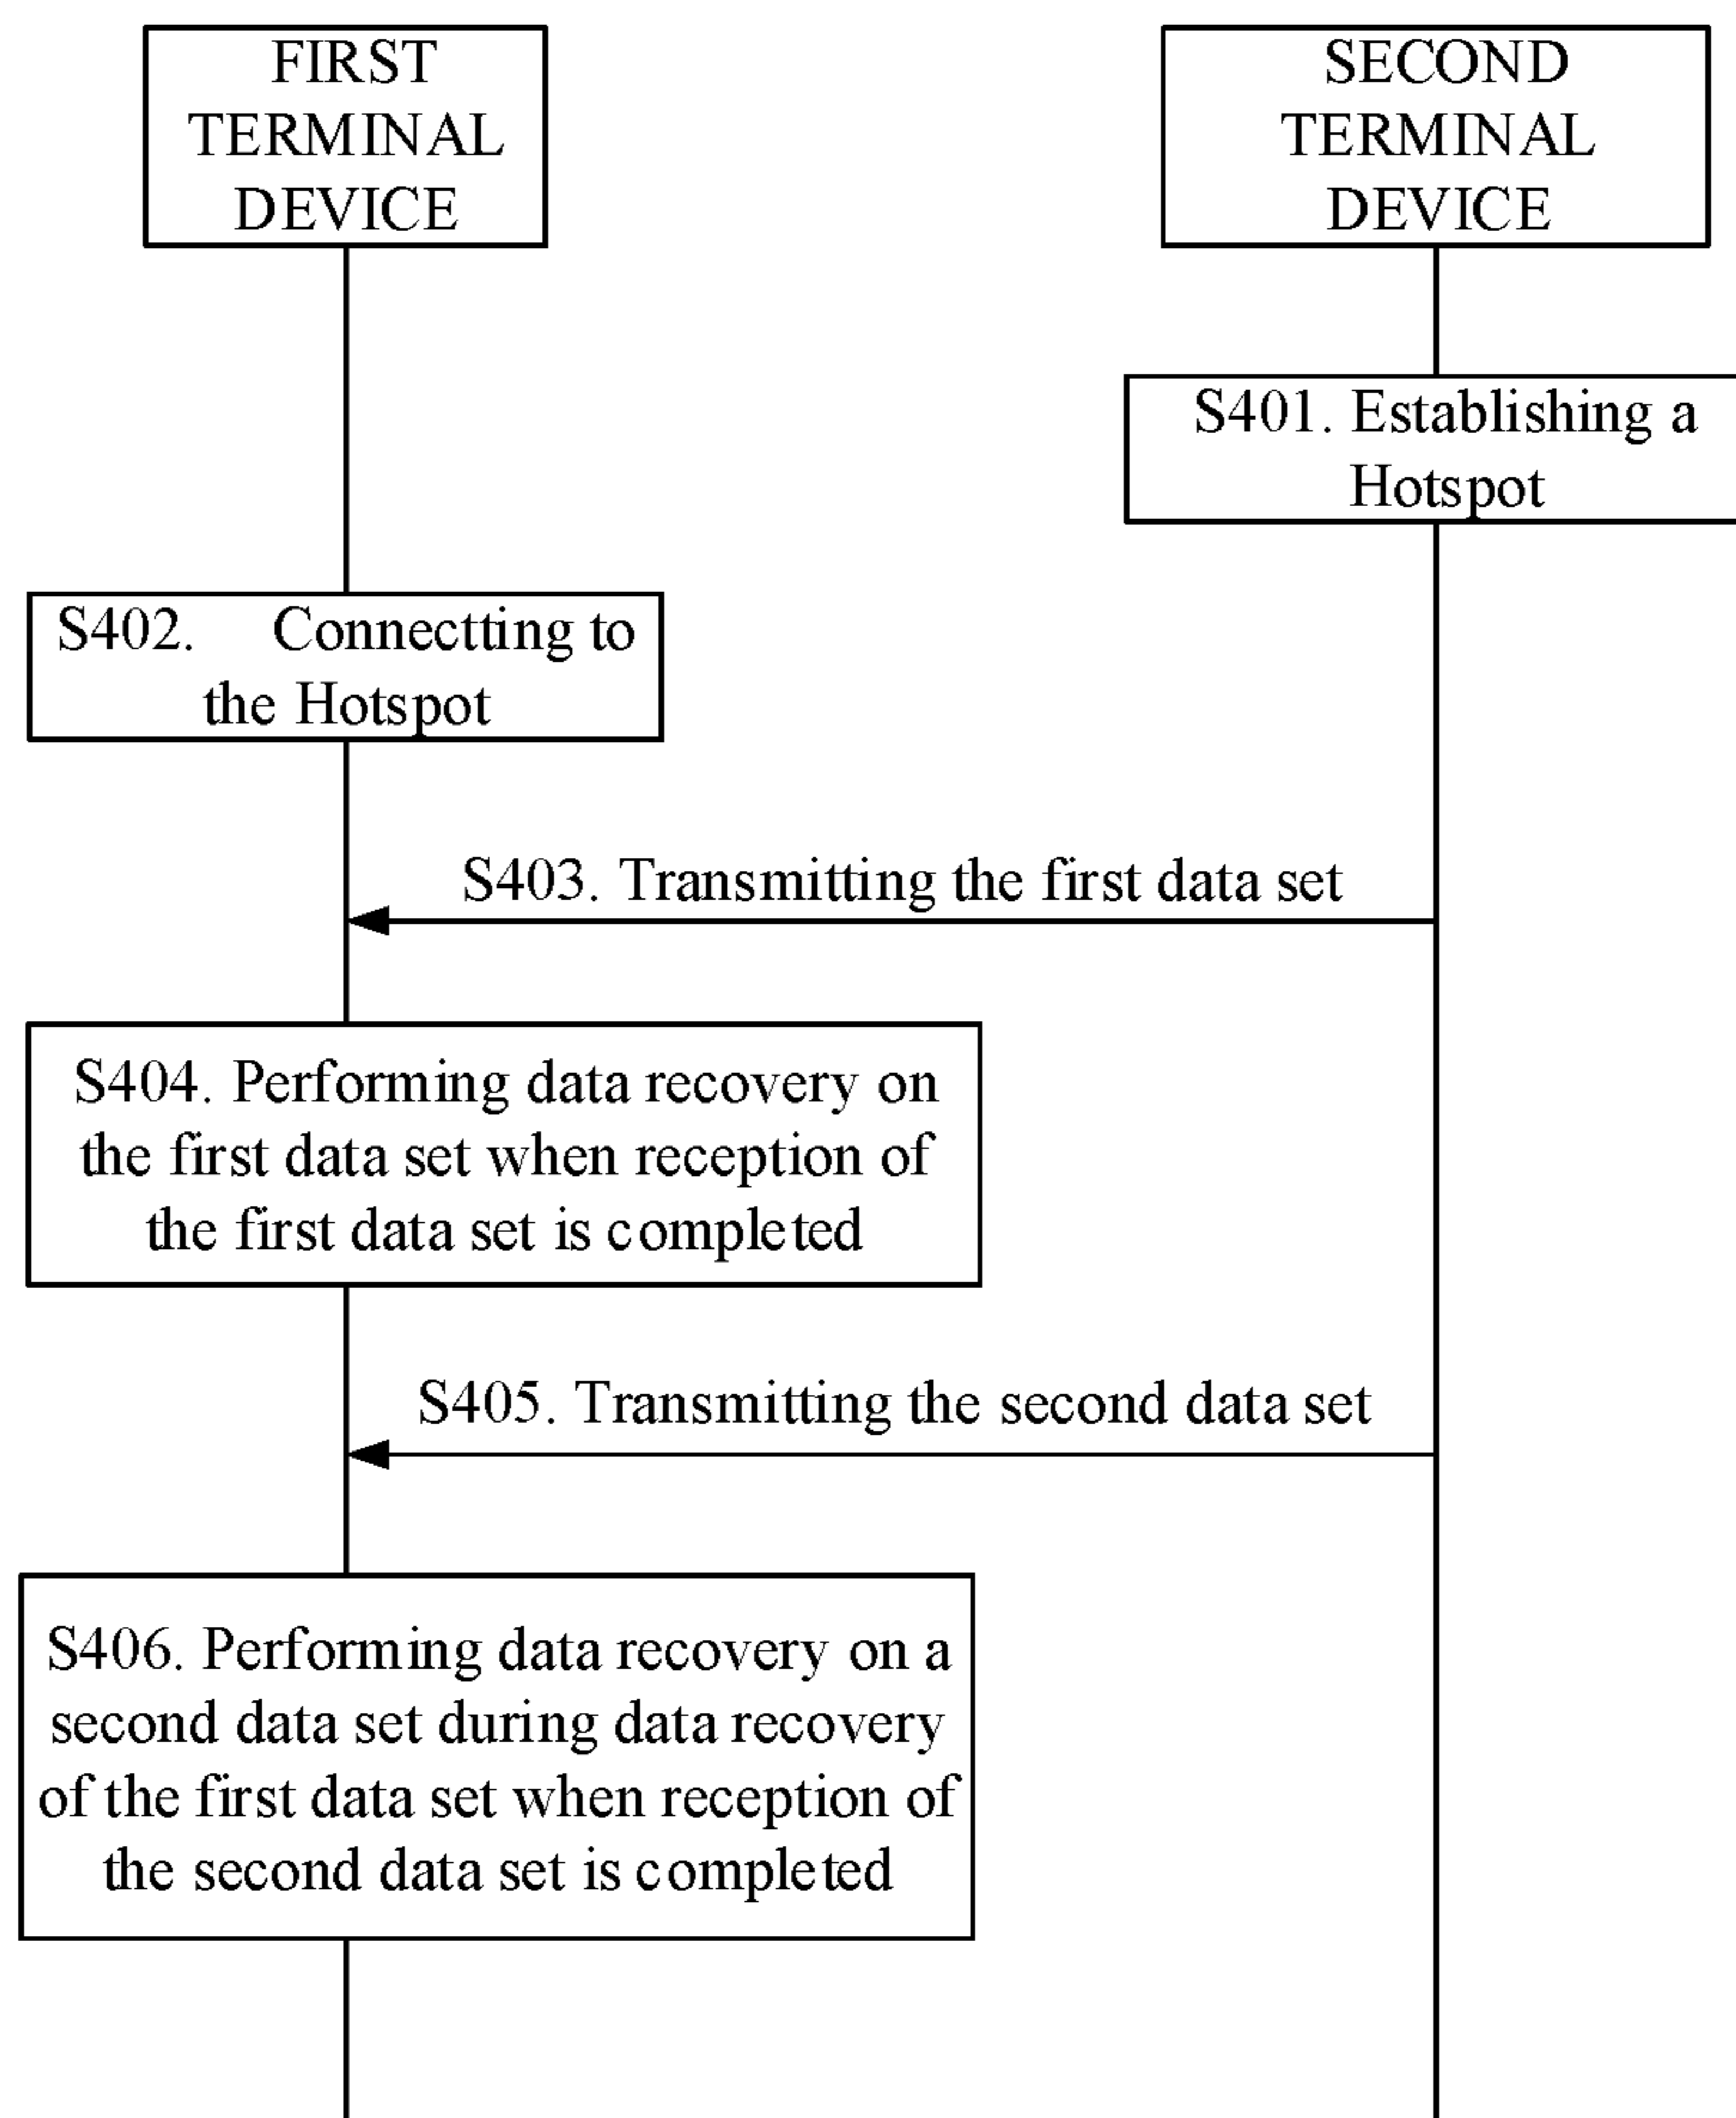 FIRST
TERMINAL
DEVICE
SECOND
TERMINAL
DEVICE
S401. Establishing a
Hotspot
S402. Connectting to
the Hotspot
S403. Transmitting the first data set
S404. Performing data recovery on
the first data set when reception of
the first data set is completed
S405. Transmitting the second data set
S406. Performing data recovery on a
second data set during data recovery
of the first data set when reception of
the second data set is completed